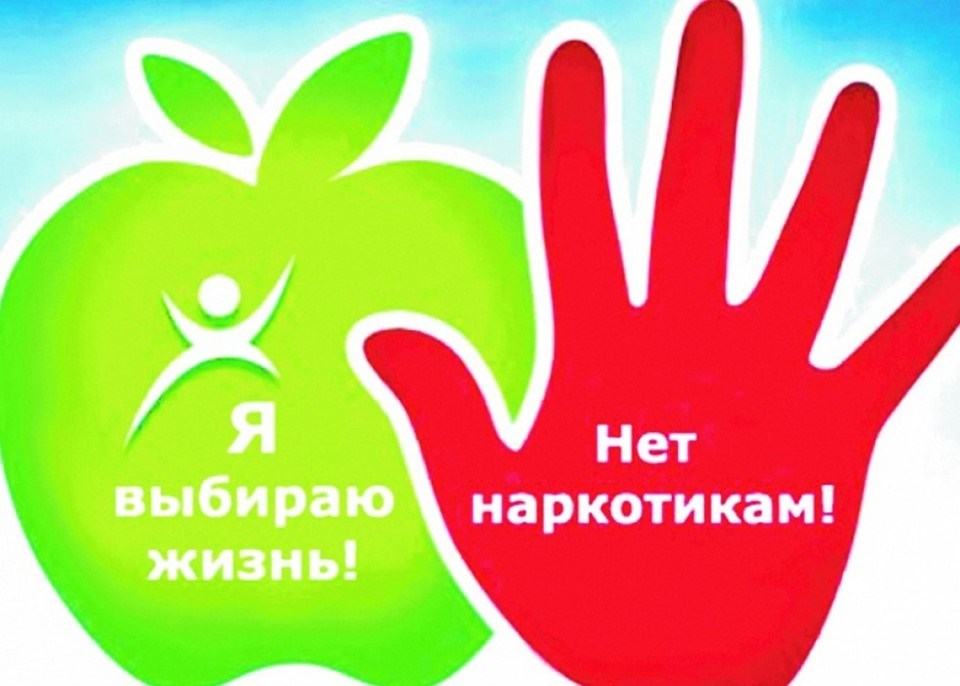 Я
выбираю
жизнь!
Нет
наркотикам!